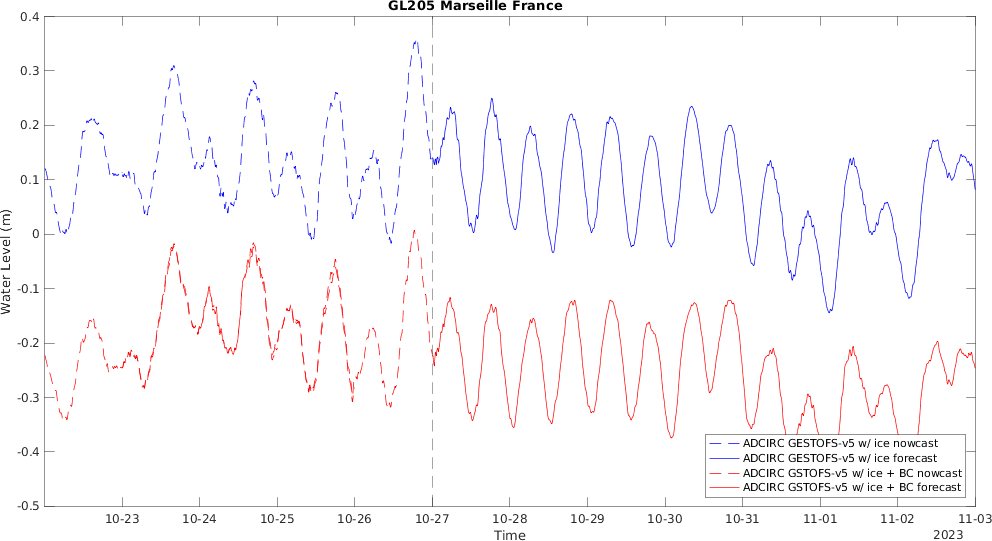 GL205 Marseille France
0.4
0.3
0.2
0.1
0
-0.1
-0.2
-0.3
-0.4
-0.5
Water Level (m)
ADCIRC GESTOFS-v5 w/ ice nowcast
ADCIRC GESTOFS-v5 w/ ice forecast
ADCIRC GSTOFS-v5 w/ ice + BC nowcast
ADCIRC GSTOFS-v5 w/ ice + BC forecast
10-23 10-24 10-25 10-26 10-27 10-28 10-29 10-30 10-31 11-01 11-02 11-03
Time
2023